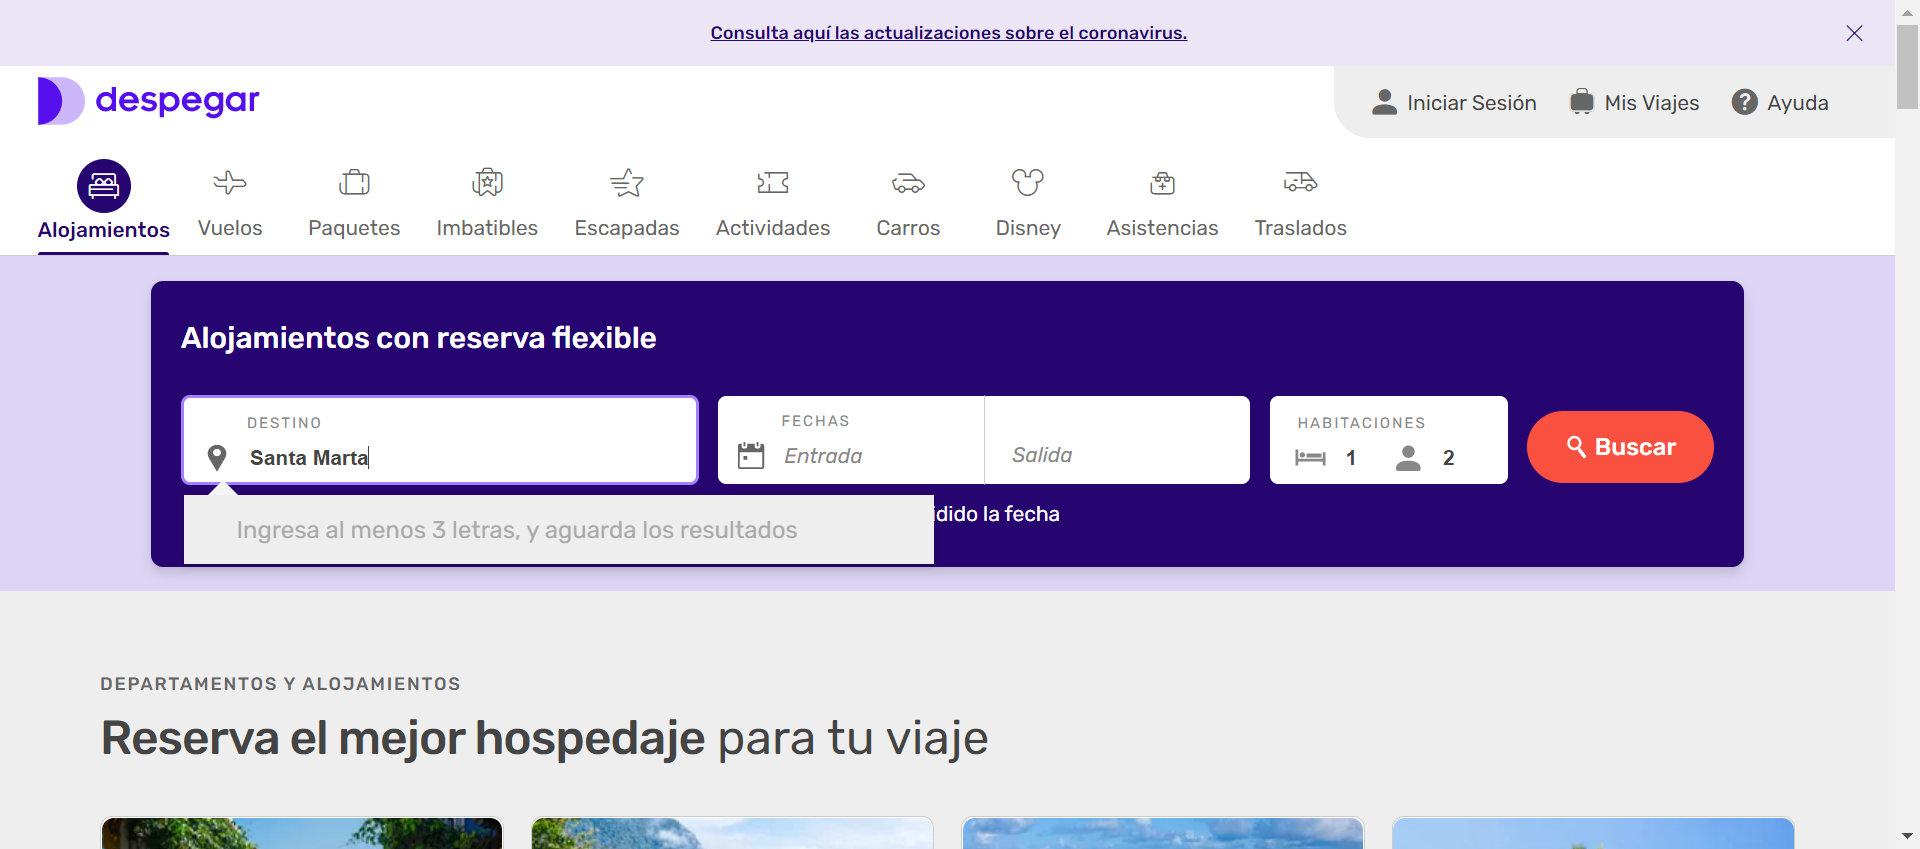 Consulta aquí las actualizaciones sobre el coronavirus.
despegar
Iniciar Sesión
Mis Viajes
? Ayuda
Alojamientos
Vuelos
Paquetes
Imbatibles
Escapadas
Actividades
Carros
Disney
Asistencias
Traslados
Alojamientos con reserva flexible
DESTINO
Santa Marta
FECHAS
Entrada
Salida
HABITACIONES
1
2
Buscar
Ingresa al menos 3 letras, y aguarda los resultados
la fecha
DEPARTAMENTOS Y ALOJAMIENTOS
Reserva el mejor hospedaje para tu viaje